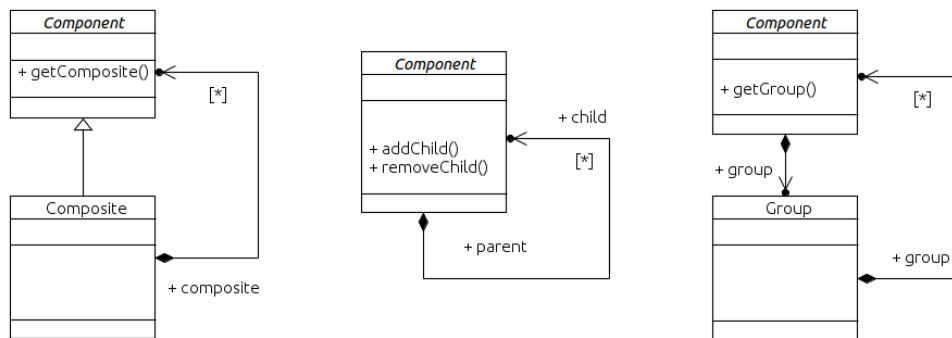 Component
+ getComposite()
[*]
Composite
+ composite
Component
+ child
+ addChild()
[*]
+ removeChild()
+ parent
Component
+ getGroup()
[*]
+ group
Group
+ group